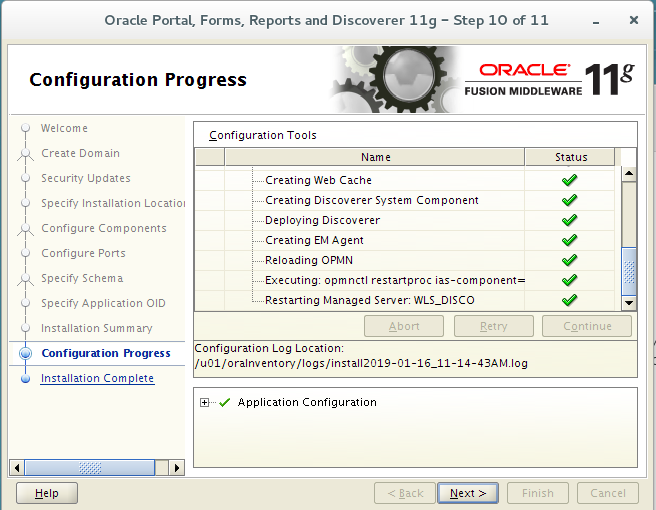 Oracle Portal, Forms, Reports and Discoverer 11g – Step 10 of 11
Configuration Progress
ORACLE
FUSION MIDDLEWARE
11g
Welcome
Create Domain
Security Updates
Specify Installation Location
Configure Components
Configure Ports
Specify Schema
Specify Application OID
Installation Summary
Configuration Progress
Installation Complete
Configuration Tools
Name Status
Creating Web Cache
Creating Discoverer System Component
Deploying Discoverer
Creating EM Agent
Reloading OPMN
Executing: opmnctl restartproc ias-component=
Restarting Managed Server: WLS_DISCO
Abort Retry Continue
Configuration Log Location:
/u01/oraInventory/logs/install2019-01-16_11-14-43AM.log
Application Configuration
Help < Back Next > Finish Cancel